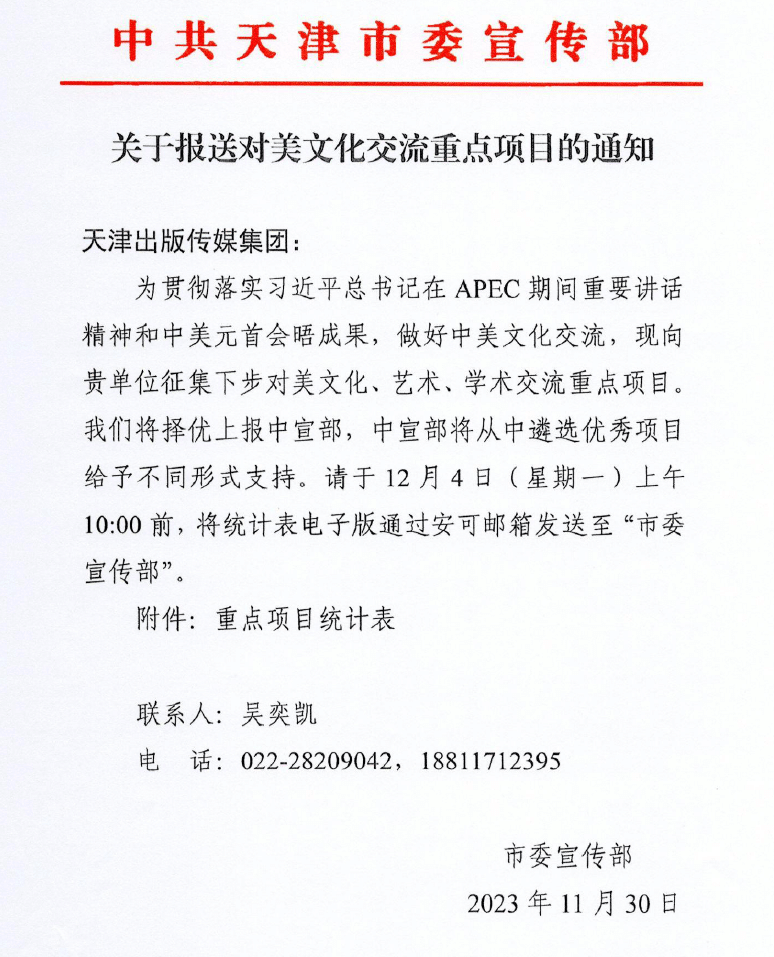 中共天津市委宣传部
关于报送对美文化交流重点项目的通知
天津出版传媒集团：
为贯彻落实习近平总书记在 APEC 期间重要讲话
精神和中美元首会晤成果，做好中美文化交流，现向
贵单位征集下步对美文化、艺术、学术交流重点项目。
我们将择优上报中宣部，中宣部将从中遴选优秀项目
给予不同形式支持。请于 12 月 4 日（星期一）上午
10:00 前，将统计表电子版通过安可邮箱发送至“市委
宣传部”。
附件：重点项目统计表
联系人：吴奕凯
电　话：022-28209042，18811712395
市委宣传部
2023 年 11 月 30 日